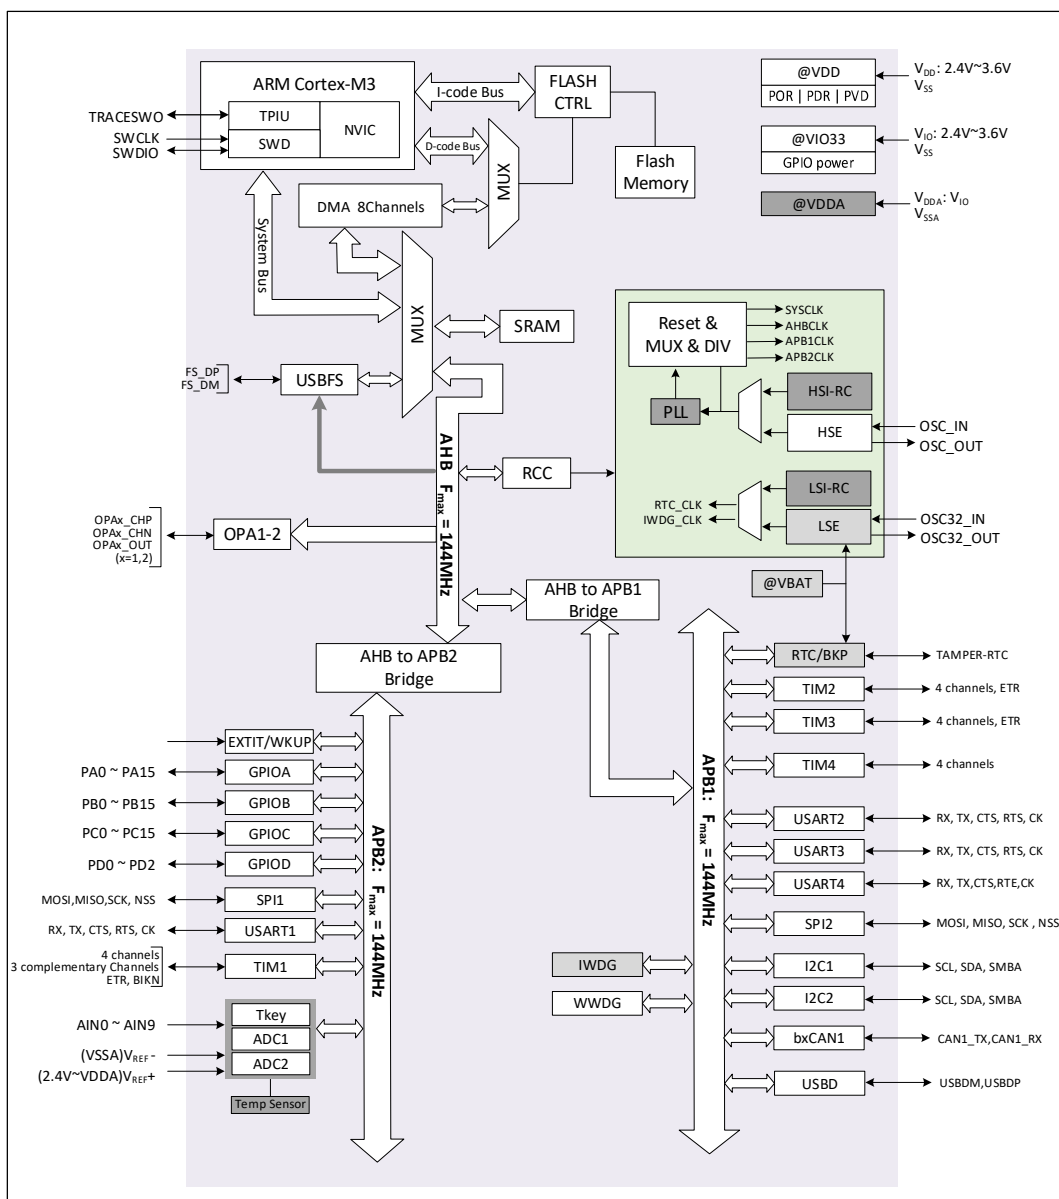 ARM Cortex-M3
TPIU
SWD
NVIC
TRACESWO
SWCLK
SWDIO
I-code Bus
D-code Bus
FLASH
CTRL
MUX
Flash
Memory
DMA 8Channels
System Bus
MUX
SRAM
FS_DP
FS_DM
USBFS
@VDD
POR | PDR | PVD
VDD: 2.4V~3.6V
VSS
@VIO33
GPIO power
VIO: 2.4V~3.6V
VSS
@VDDA
VDDA: VIO
VSSA
Reset &
MUX & DIV
SYSCLK
AHBCLK
APB1CLK
APB2CLK
PLL
HSI-RC
HSE
OSC_IN
OSC_OUT
RCC
LSI-RC
LSE
RTC_CLK
IWDG_CLK
OSC32_IN
OSC32_OUT
@VBAT
AHB Fmax = 144MHz
OPAx_CHP
OPAx_CHN
OPAx_OUT
(x=1,2)
OPA1-2
AHB to APB1
Bridge
AHB to APB2
Bridge
EXTIT/WKUP
PA0 ~ PA15
GPIOA
PB0 ~ PB15
GPIOB
PC0 ~ PC15
GPIOC
PD0 ~ PD2
GPIOD
MOSI,MISO,SCK, NSS
SPI1
RX, TX, CTS, RTS, CK
USART1
4 channels
3 complementary Channels
ETR, BIKN
TIM1
AIN0 ~ AIN9
(VSSA)VREF-
(2.4V~VDDA)VREF+
Tkey
ADC1
ADC2
Temp Sensor
APB2: Fmax = 144MHz
APB1: Fmax = 144MHz
IWDG
WWDG
RTC/BKP
TAMPER-RTC
TIM2
4 channels, ETR
TIM3
4 channels, ETR
TIM4
4 channels
USART2
RX, TX, CTS, RTS, CK
USART3
RX, TX, CTS, RTS, CK
USART4
RX, TX,CTS,RTE,CK
SPI2
MOSI, MISO, SCK , NSS
I2C1
SCL, SDA, SMBA
I2C2
SCL, SDA, SMBA
bxCAN1
CAN1_TX,CAN1_RX
USBD
USBDM,USBDP